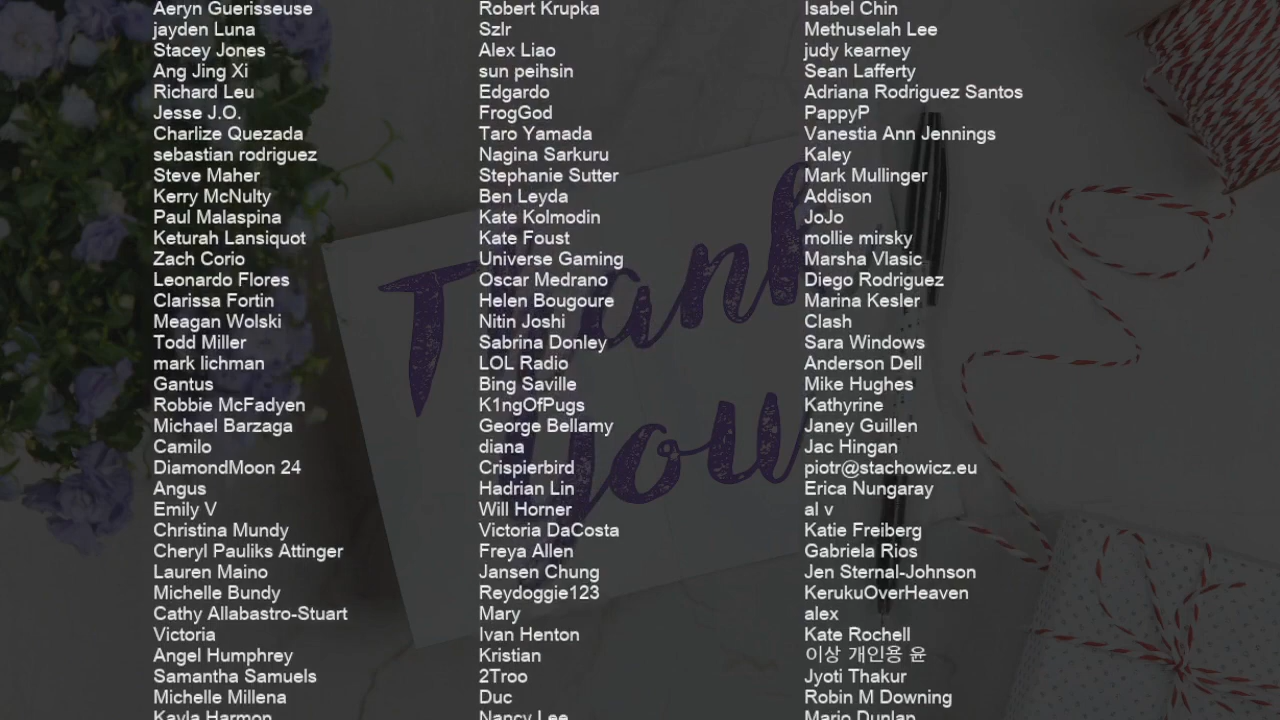 Aeryn Guerisseuse
jayden Luna
Stacey Jones
Ang Jing Xi
Richard Leu
Jesse J.O.
Charlize Quezada
sebastian rodriguez
Steve Maher
Kerry McNulty
Paul Malaspina
Keturah Lansiquot
Zach Corio
Leonardo Flores
Clarissa Fortin
Meagan Wolski
Todd Miller
mark lichman
Gantus
Robbie McFadyen
Michael Barzaga
Camilo
DiamondMoon 24
Angus
Emily V
Christina Mundy
Cheryl Pauliks Attinger
Lauren Maino
Michelle Bundy
Cathy Allabastro-Stuart
Victoria
Angel Humphrey
Samantha Samuels
Michelle Millena
Kayla Harmon
Robert Krupka
Szlr
Alex Liao
sun peihsin
Edgardo
FrogGod
Taro Yamada
Nagina Sarkuru
Stephanie Sutter
Ben Leyda
Kate Kolmodin
Kate Foust
Universe Gaming
Oscar Medrano
Helen Bougoure
Nitin Joshi
Sabrina Donley
LOL Radio
Bing Saville
K1ngOfPugs
George Bellamy
diana
Crispierbird
Hadrian Lin
Will Horner
Victoria DaCosta
Freya Allen
Jansen Chung
Reydoggie123
Mary
Ivan Henton
Kristian
2Troo
Duc
Nancy Lee
Isabel Chin
Methuselah Lee
judy kearney
Sean Lafferty
Adriana Rodriguez Santos
PappyP
Vanestia Ann Jennings
Kaley
Mark Mullinger
Addison
JoJo
mollie mirsky
Marsha Vlasic
Diego Rodriguez
Marina Kesler
Clash
Sara Windows
Anderson Dell
Mike Hughes
Kathyrine
Janey Guillen
Jac Hingan
piotr@stachowicz.eu
Erica Nungaray
al v
Katie Freiberg
Gabriela Rios
Jen Sternal-Johnson
KerukuOverHeaven
alex
Kate Rochell
이상 개인용 윤
Jyoti Thakur
Robin M Downing
Mario Dunlap
Thank
you